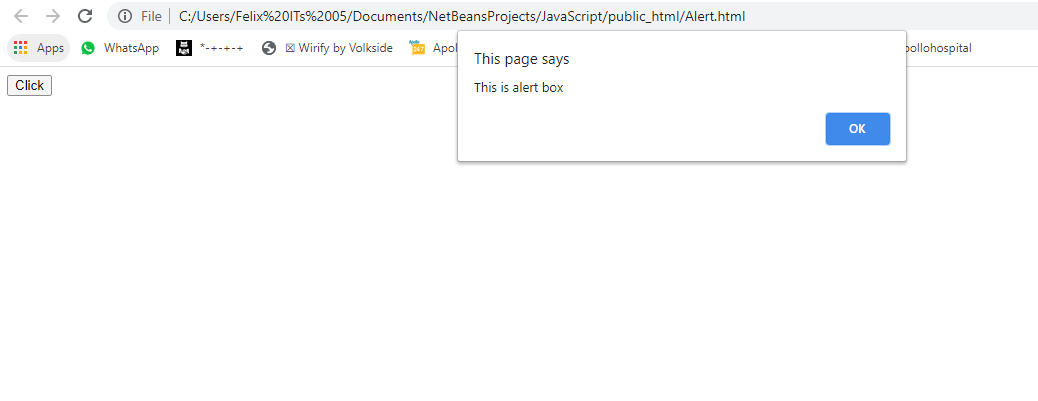 File C:/Users/Felix%20ITs%2005/Documents/NetBeansProjects/JavaScript/public_html/Alert.html
Apps WhatsApp *-+-+-+ ☒ Wirify by Volkside Apol ollohospital
This page says
This is alert box
OK
Click